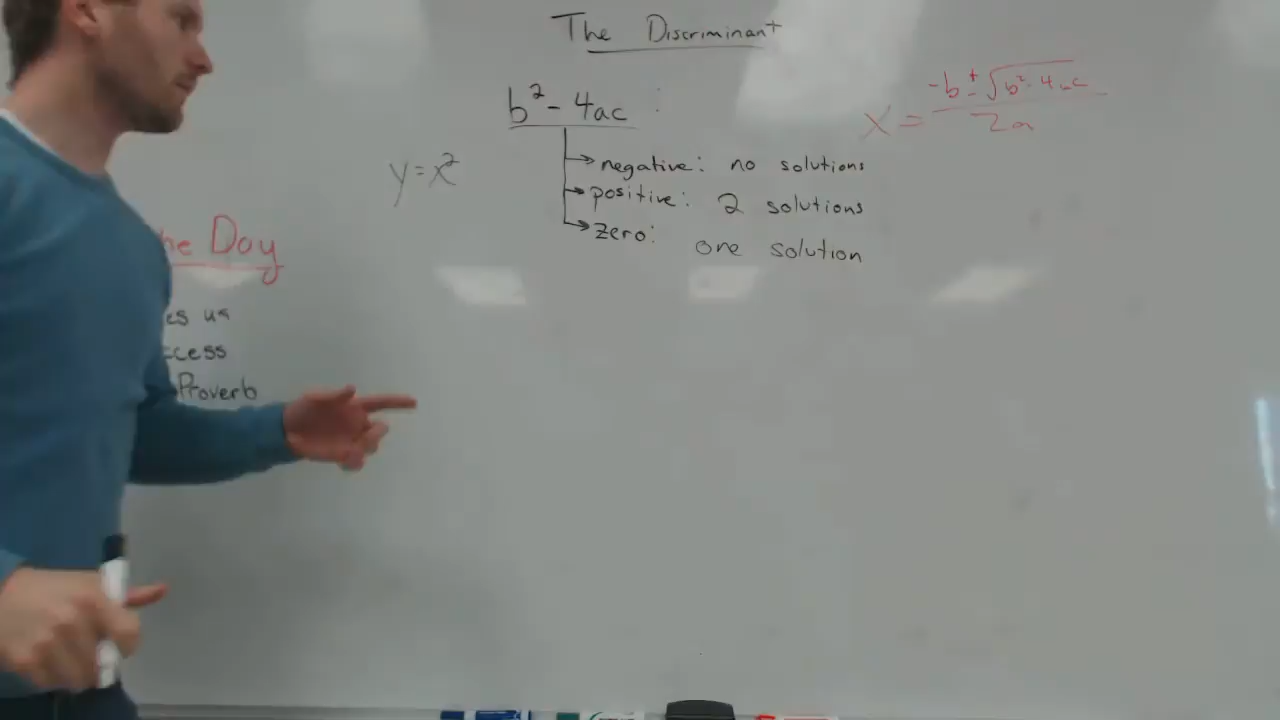 The Discriminant
b² - 4ac :
x = -b ± √b² - 4ac / 2a
y = x²
negative: no solutions
positive: 2 solutions
zero: one solution
he Day
es us
ccess
Proverb